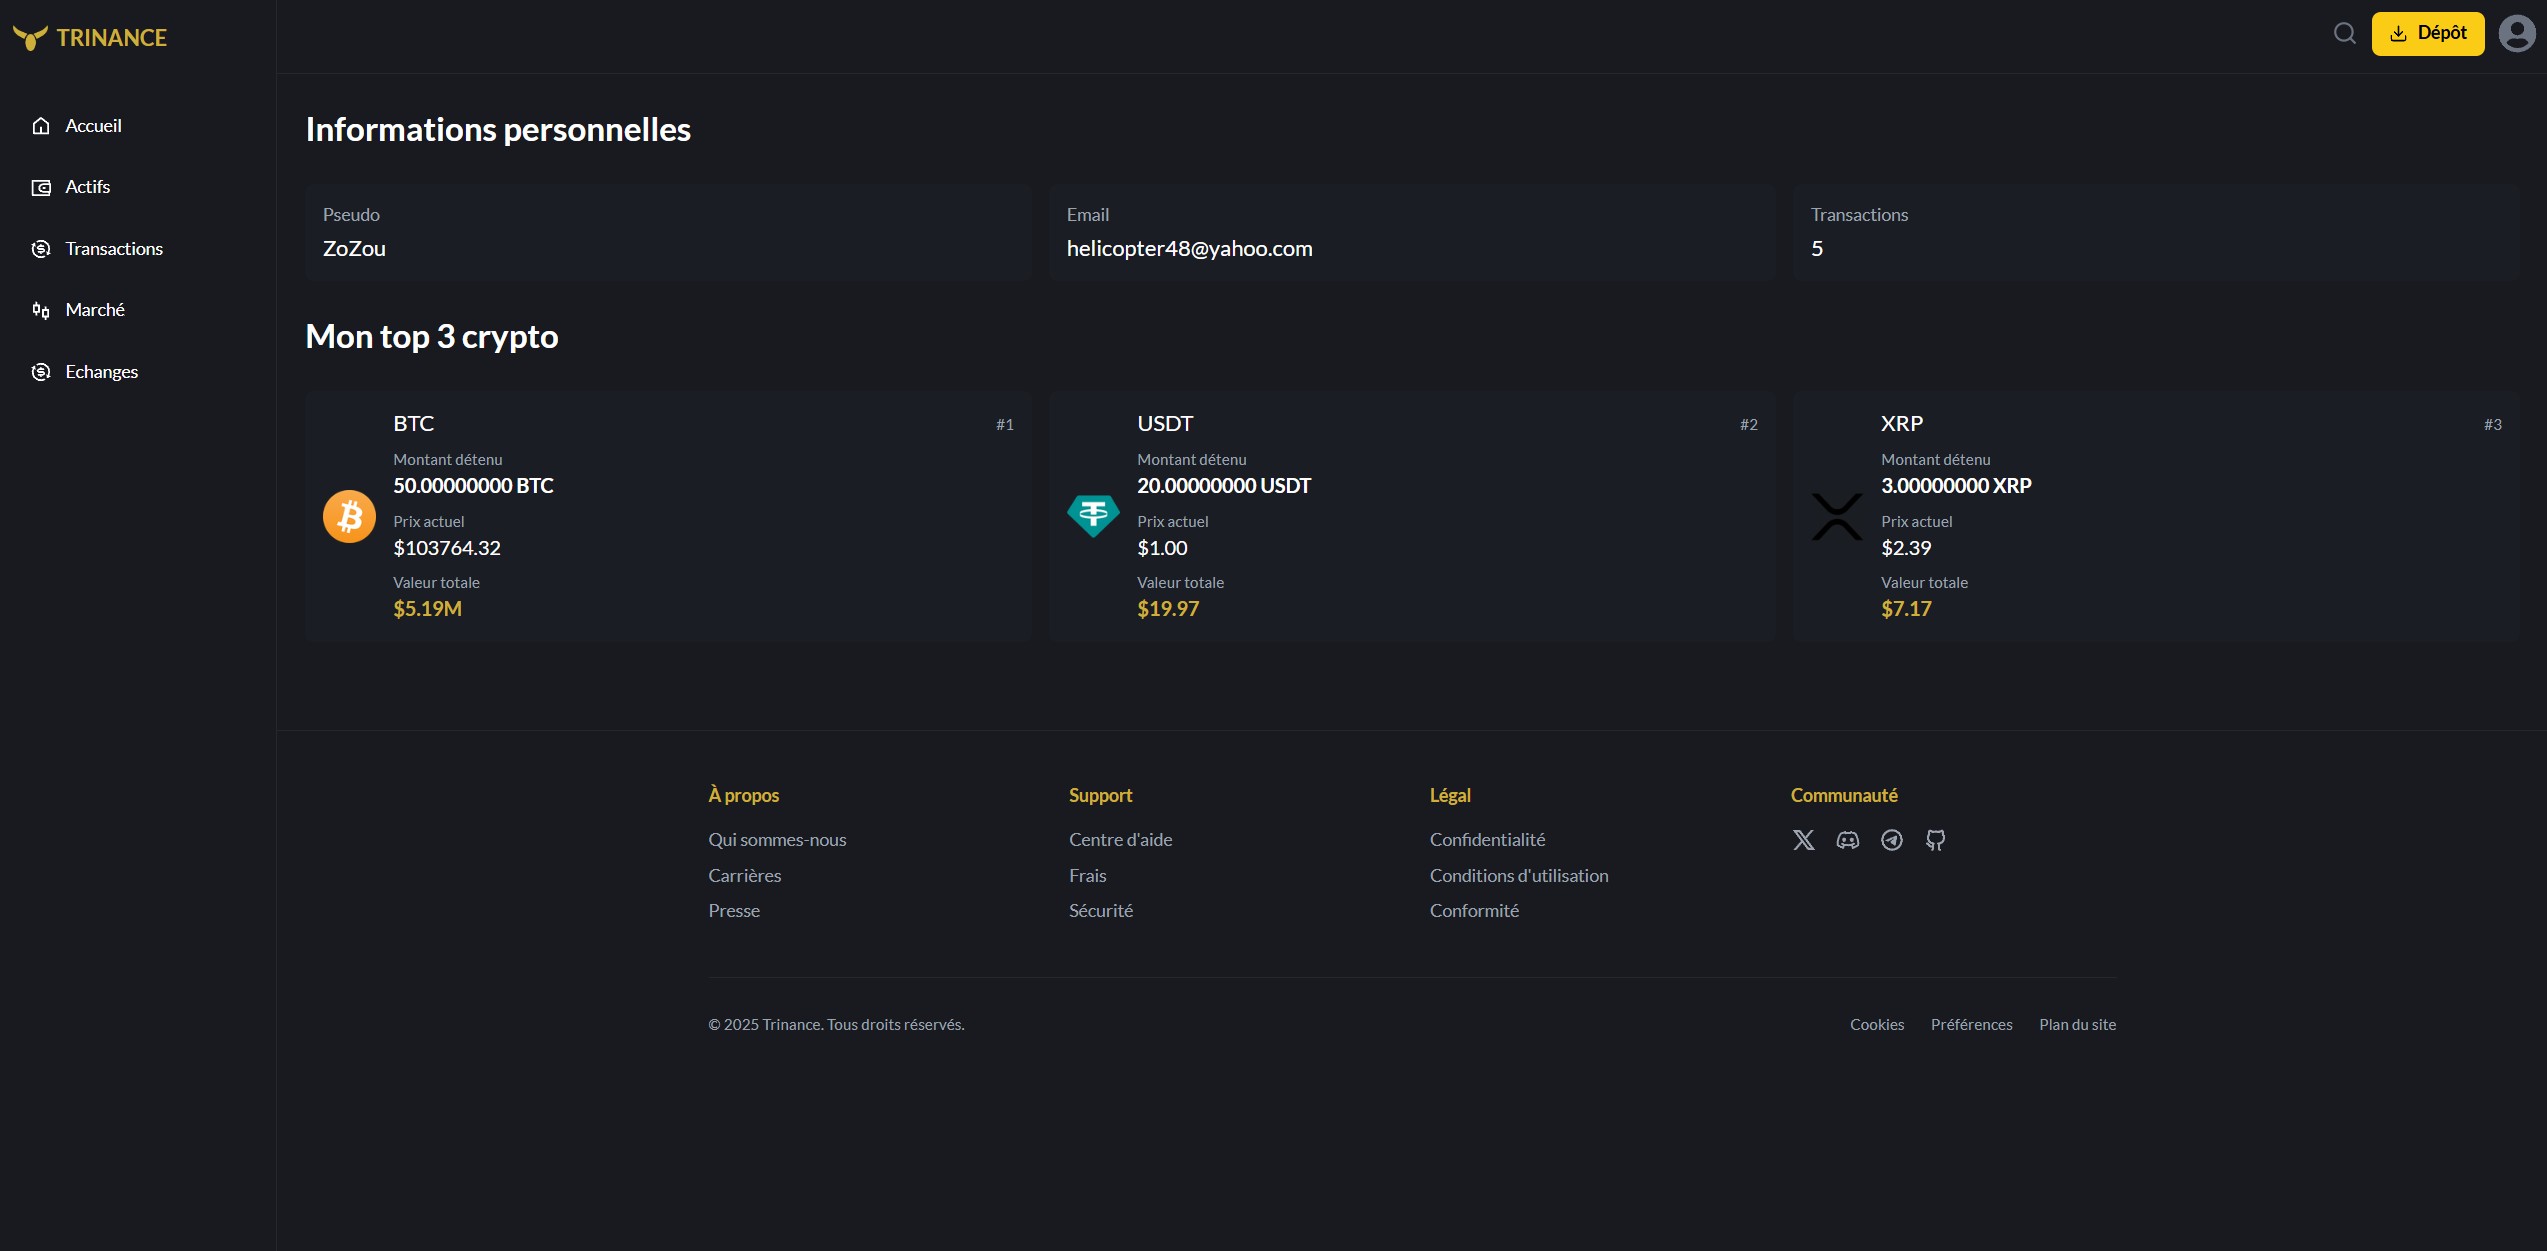 TRINANCE
Dépôt
Accueil
Actifs
Transactions
Marché
Echanges
Informations personnelles
Pseudo
ZoZou
Email
helicopter48@yahoo.com
Transactions
5
Mon top 3 crypto
BTC
#1
Montant détenu
50.00000000 BTC
Prix actuel
$103764.32
Valeur totale
$5.19M
USDT
#2
Montant détenu
20.00000000 USDT
Prix actuel
$1.00
Valeur totale
$19.97
XRP
#3
Montant détenu
3.00000000 XRP
Prix actuel
$2.39
Valeur totale
$7.17
À propos
Qui sommes-nous
Carrières
Presse
Support
Centre d'aide
Frais
Sécurité
Légal
Confidentialité
Conditions d'utilisation
Conformité
Communauté
© 2025 Trinance. Tous droits réservés.
Cookies Préférences Plan du site